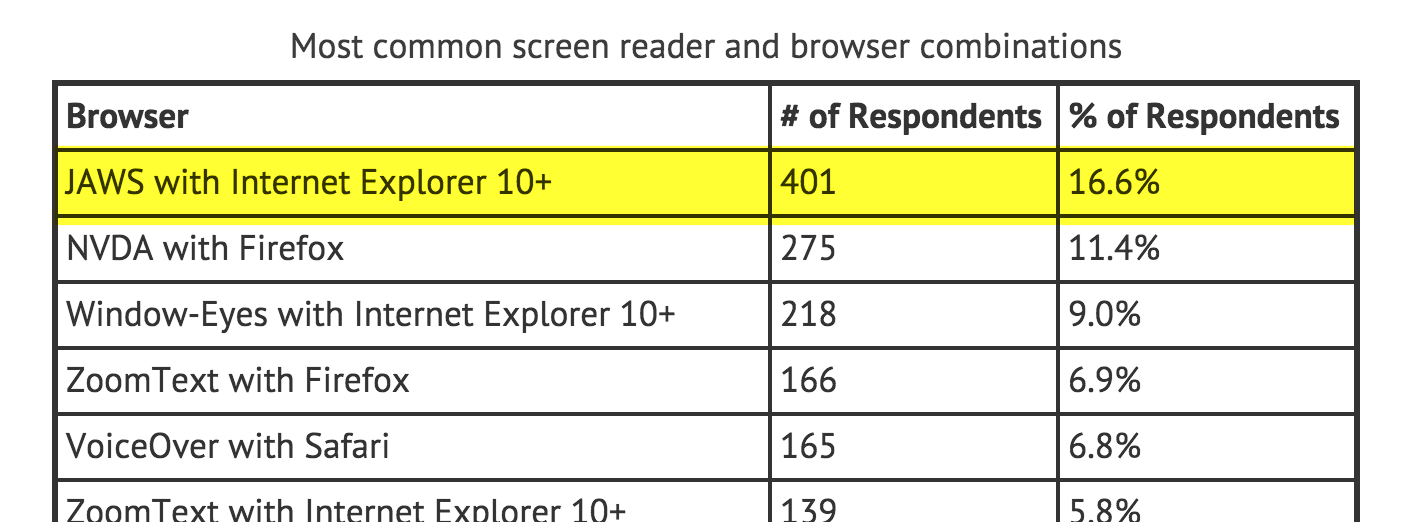 Most common screen reader and browser combinations
Browser # of Respondents % of Respondents
JAWS with Internet Explorer 10+ 401 16.6%
NVDA with Firefox 275 11.4%
Window-Eyes with Internet Explorer 10+ 218 9.0%
ZoomText with Firefox 166 6.9%
VoiceOver with Safari 165 6.8%
ZoomText with Internet Explorer 10+ 139 5.8%